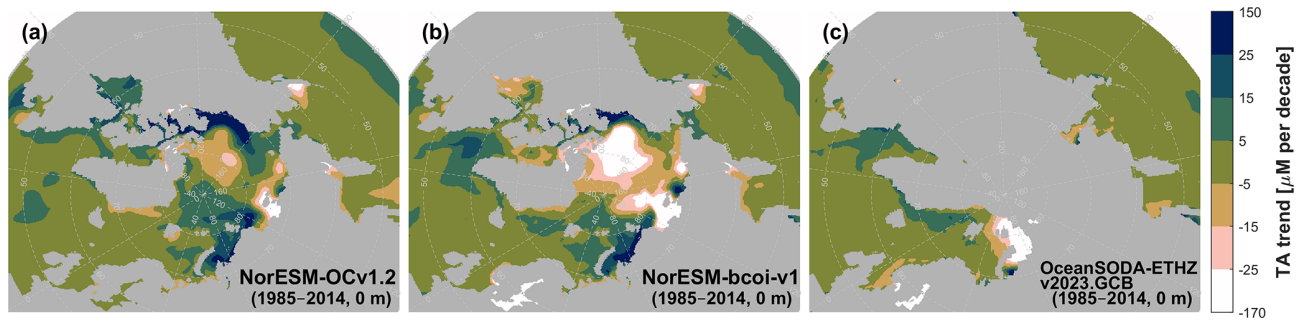 (a)
NorESM-OCv1.2
(1985−2014, 0 m)
(b)
NorESM-bcoi-v1
(1985−2014, 0 m)
(c)
OceanSODA-ETHZ
v2023.GCB
(1985−2014, 0 m)
150
25
15
5
-5
-15
-25
-170
TA trend [μM per decade]